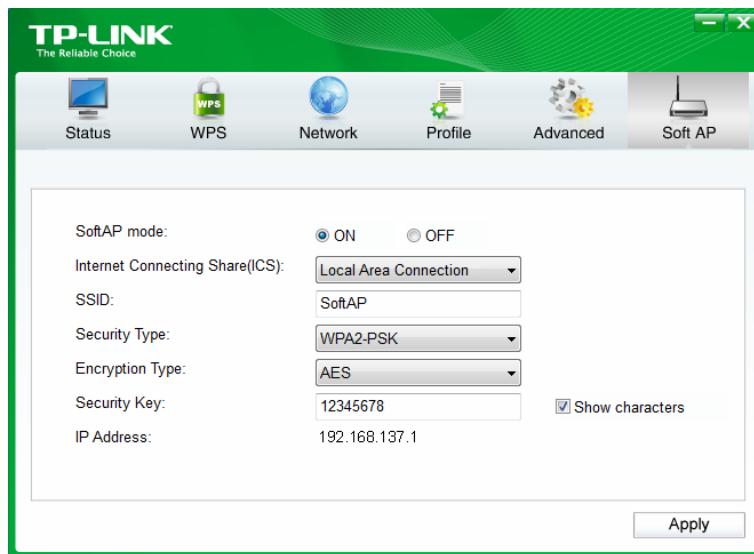 TP-LINK
The Reliable Choice
WPS
Status WPS Network Profile Advanced Soft AP
SoftAP mode: ON OFF
Internet Connecting Share(ICS): Local Area Connection
SSID: SoftAP
Security Type: WPA2-PSK
Encryption Type: AES
Security Key: 12345678 Show characters
IP Address: 192.168.137.1
Apply